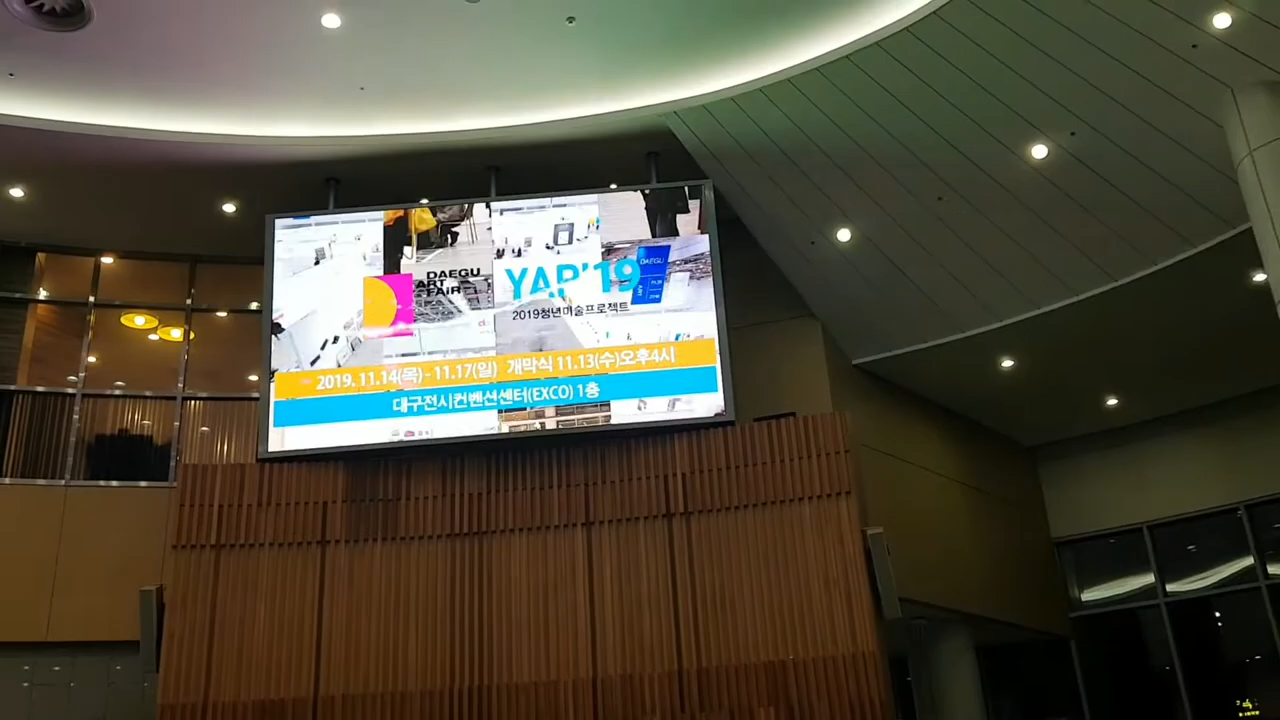 DAEGU
ART
FAIR
YAP'19
2019청년미술프로젝트
DAEGU
2019. 11.14(목) - 11.17(일) 개막식 11.13(수)오후4시
대구전시컨벤션센터(EXCO) 1층